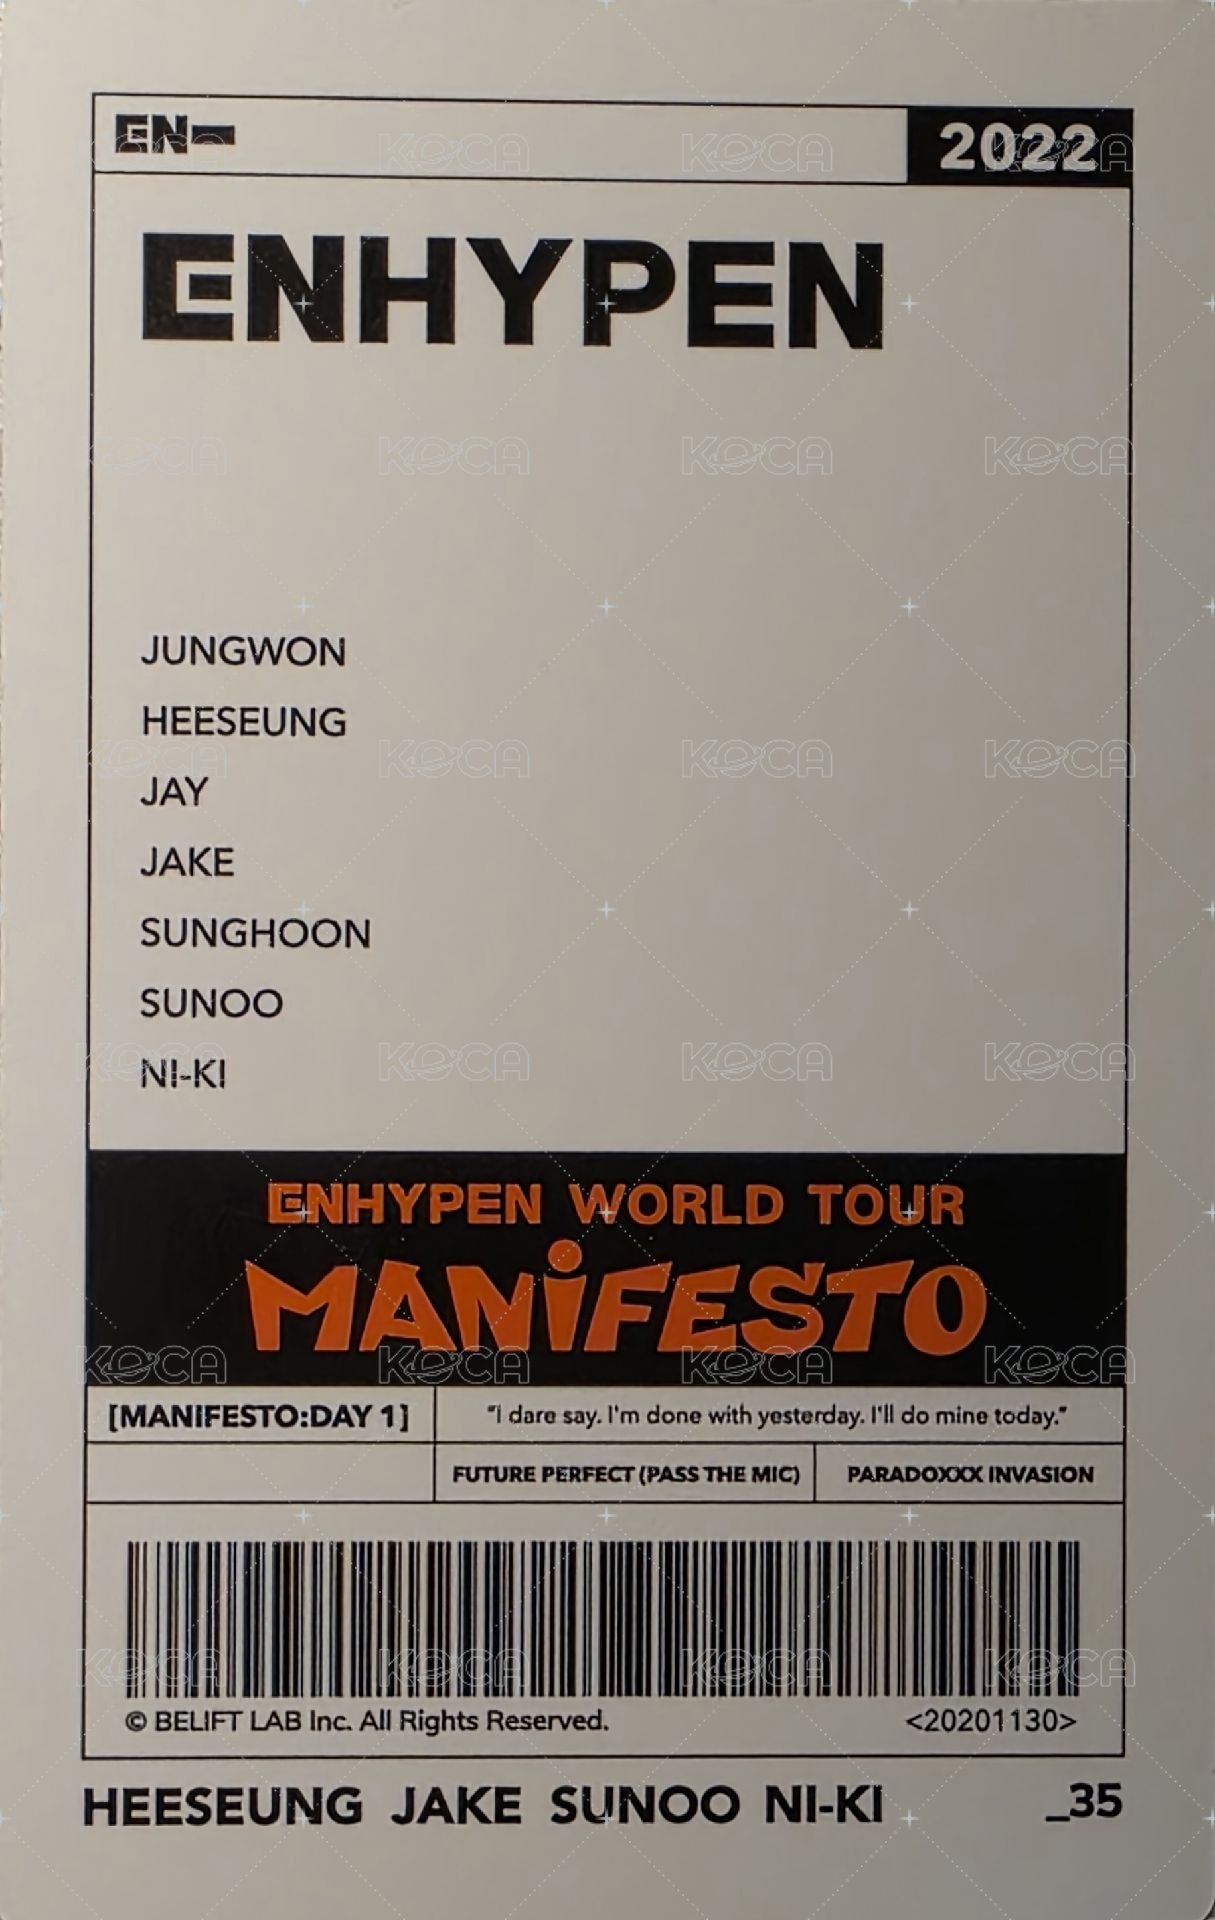 EN-
2022
ENHYPEN
JUNGWON
HEESEUNG
JAY
JAKE
SUNGHOON
SUNOO
NI-KI
ENHYPEN WORLD TOUR
MANiFESTO
[MANIFESTO:DAY 1]
"I dare say. I'm done with yesterday. I'll do mine today."
FUTURE PERFECT (PASS THE MIC)
PARADOXXX INVASION
© BELIFT LAB Inc. All Rights Reserved.
<20201130>
HEESEUNG JAKE SUNOO NI-KI
_35
KOCA